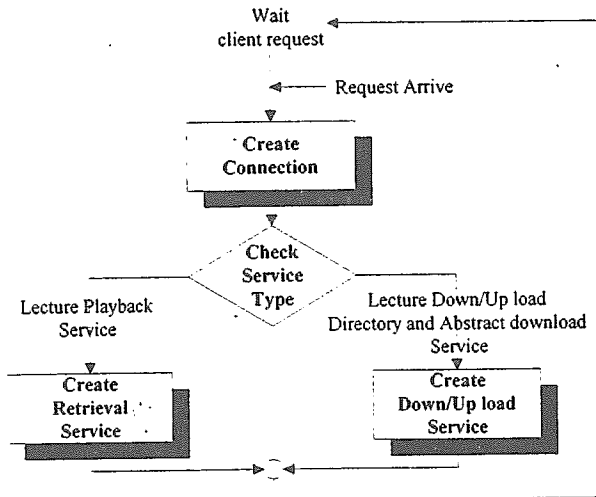 Wait
client request
Request Arrive
Create
Connection
Check
Service
Type
Lecture Playback
Service
Lecture Down/Up load
Directory and Abstract download
Service
Create
Retrieval
Service
Create
Down/Up load
Service